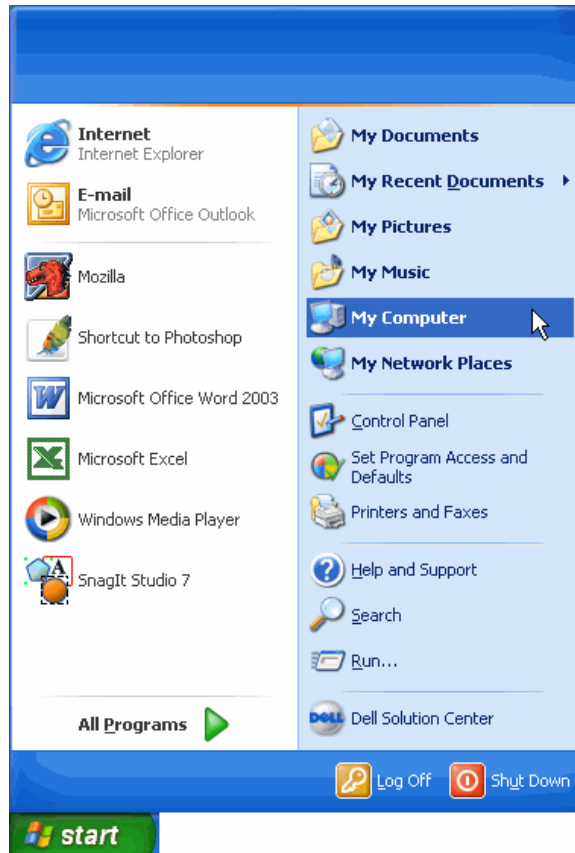 Internet
Internet Explorer
E-mail
Microsoft Office Outlook
Mozilla
Shortcut to Photoshop
Microsoft Office Word 2003
Microsoft Excel
Windows Media Player
SnagIt Studio 7
All Programs
My Documents
My Recent Documents
My Pictures
My Music
My Computer
My Network Places
Control Panel
Set Program Access and
Defaults
Printers and Faxes
Help and Support
Search
Run...
DELL
Dell Solution Center
Log Off
Shut Down
start